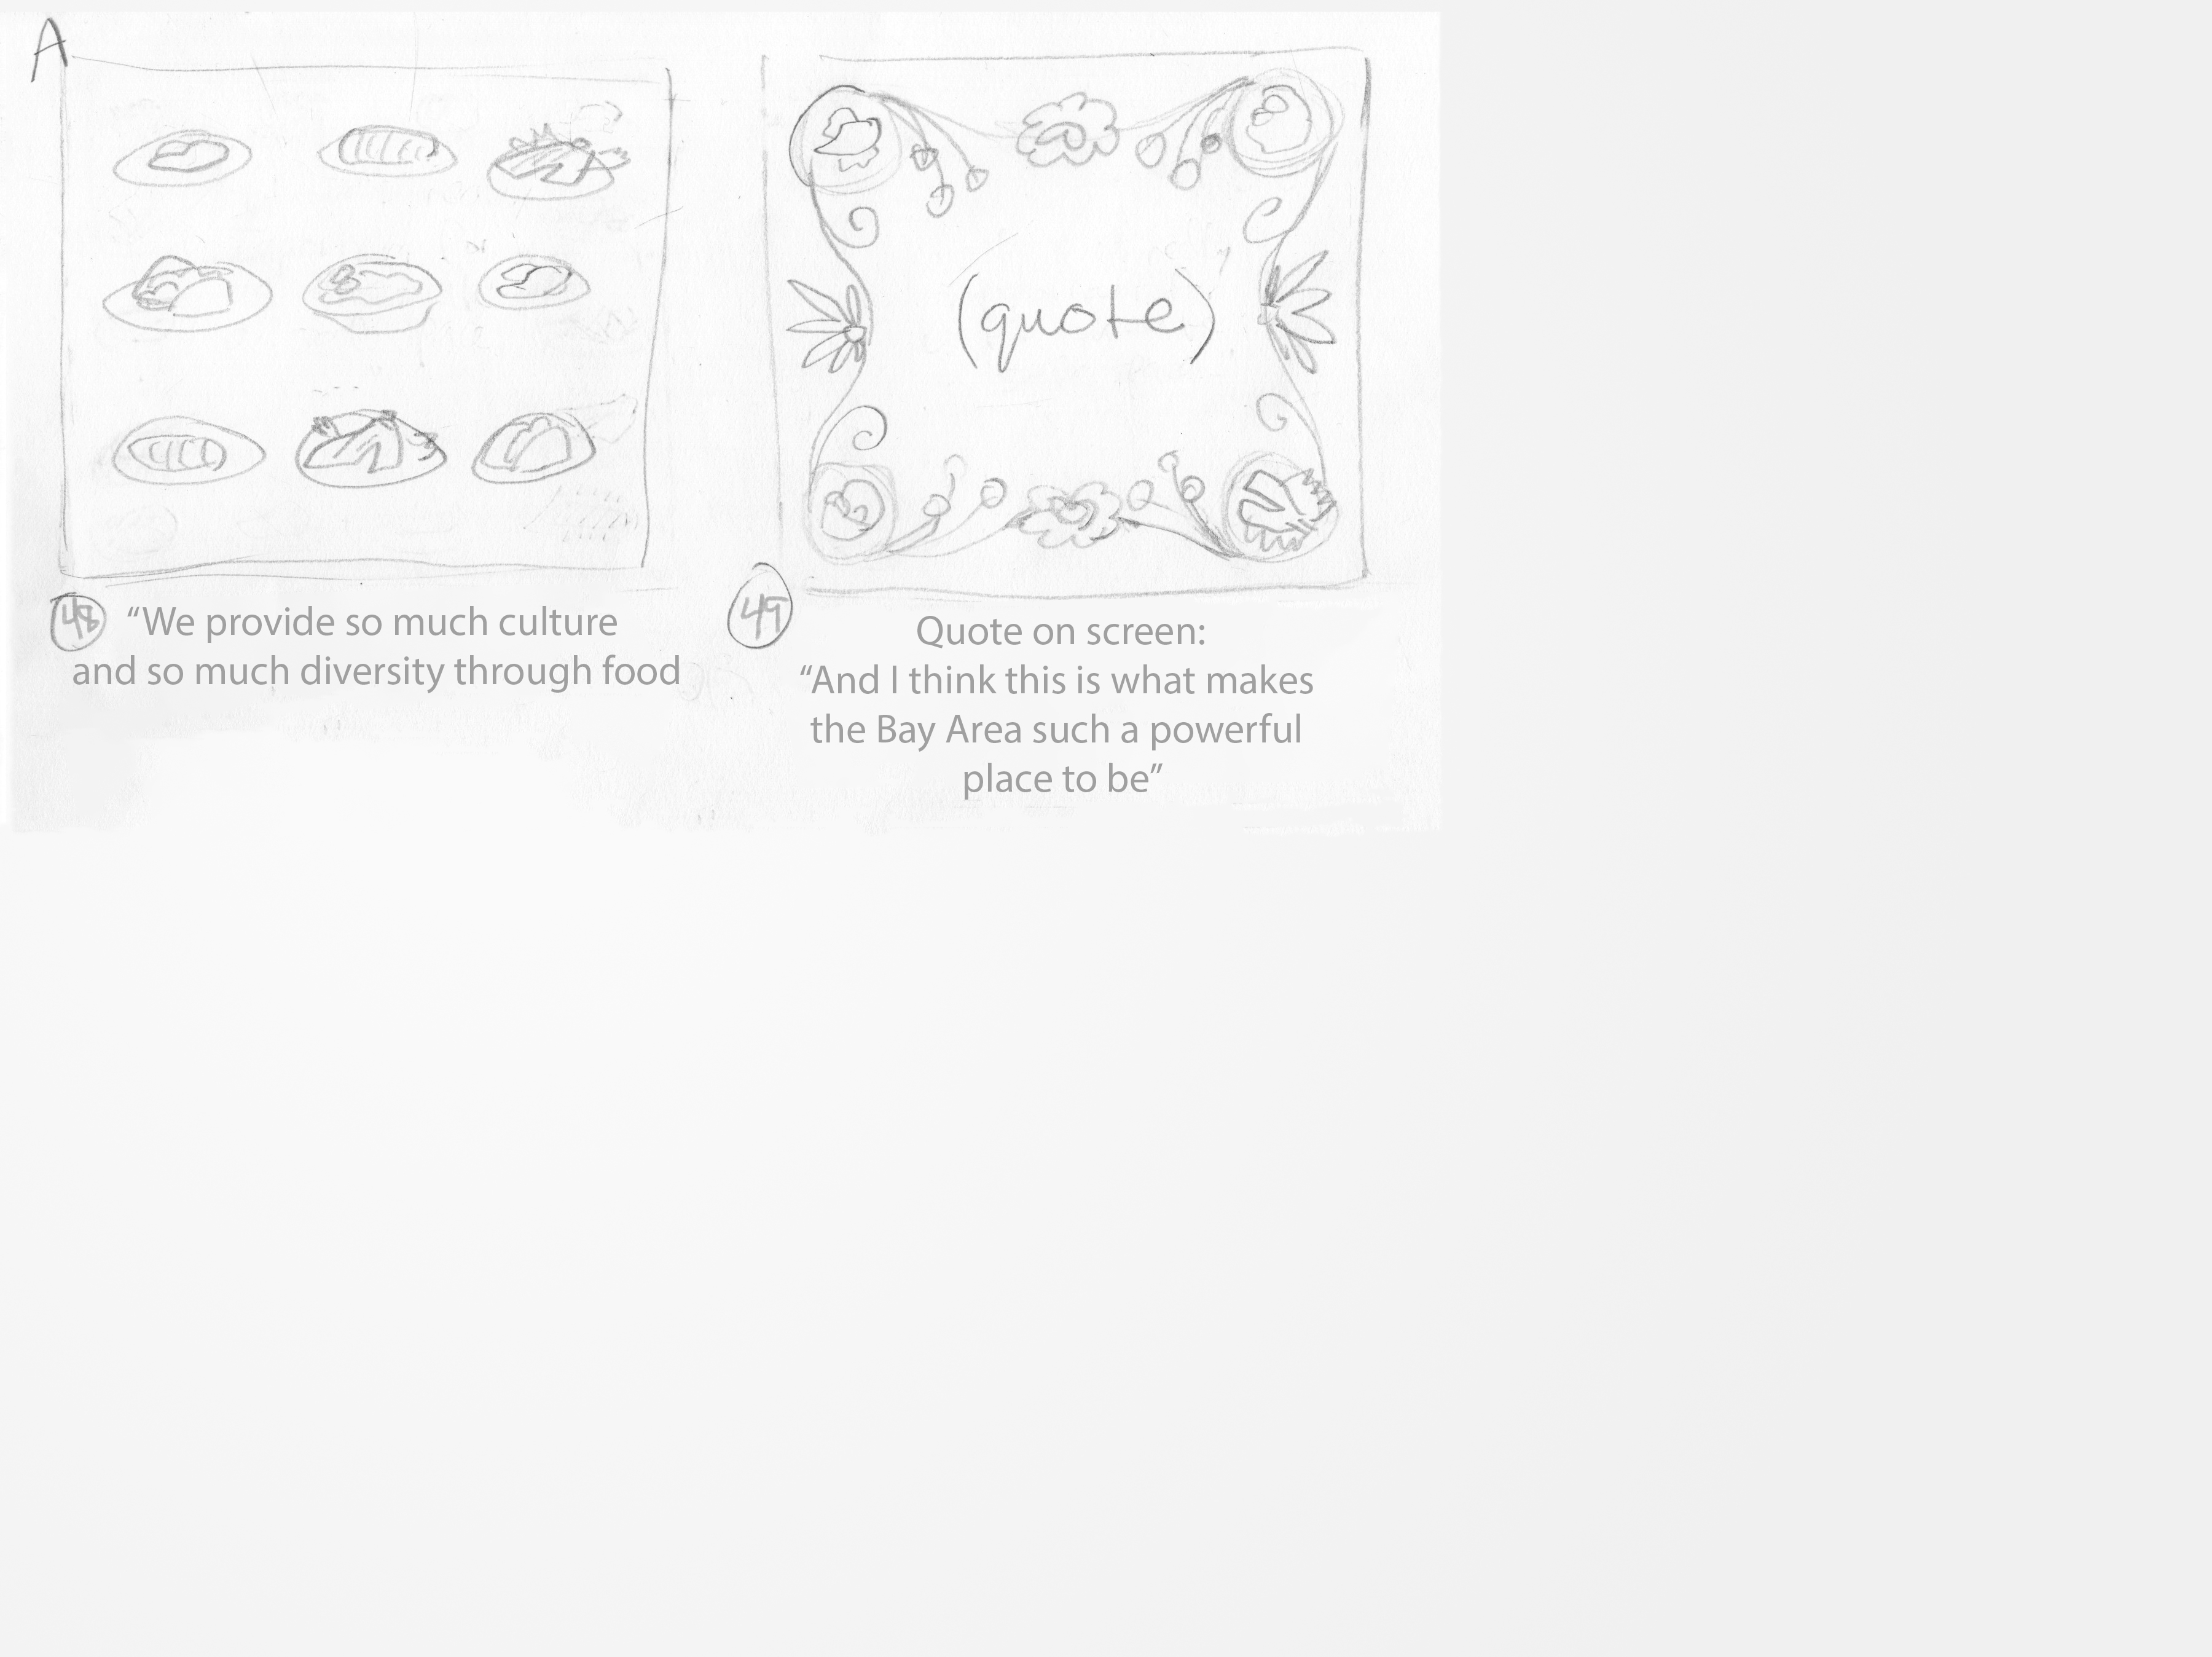 A
(quote)
48
“We provide so much culture
and so much diversity through food
49
Quote on screen:
“And I think this is what makes
the Bay Area such a powerful
place to be”